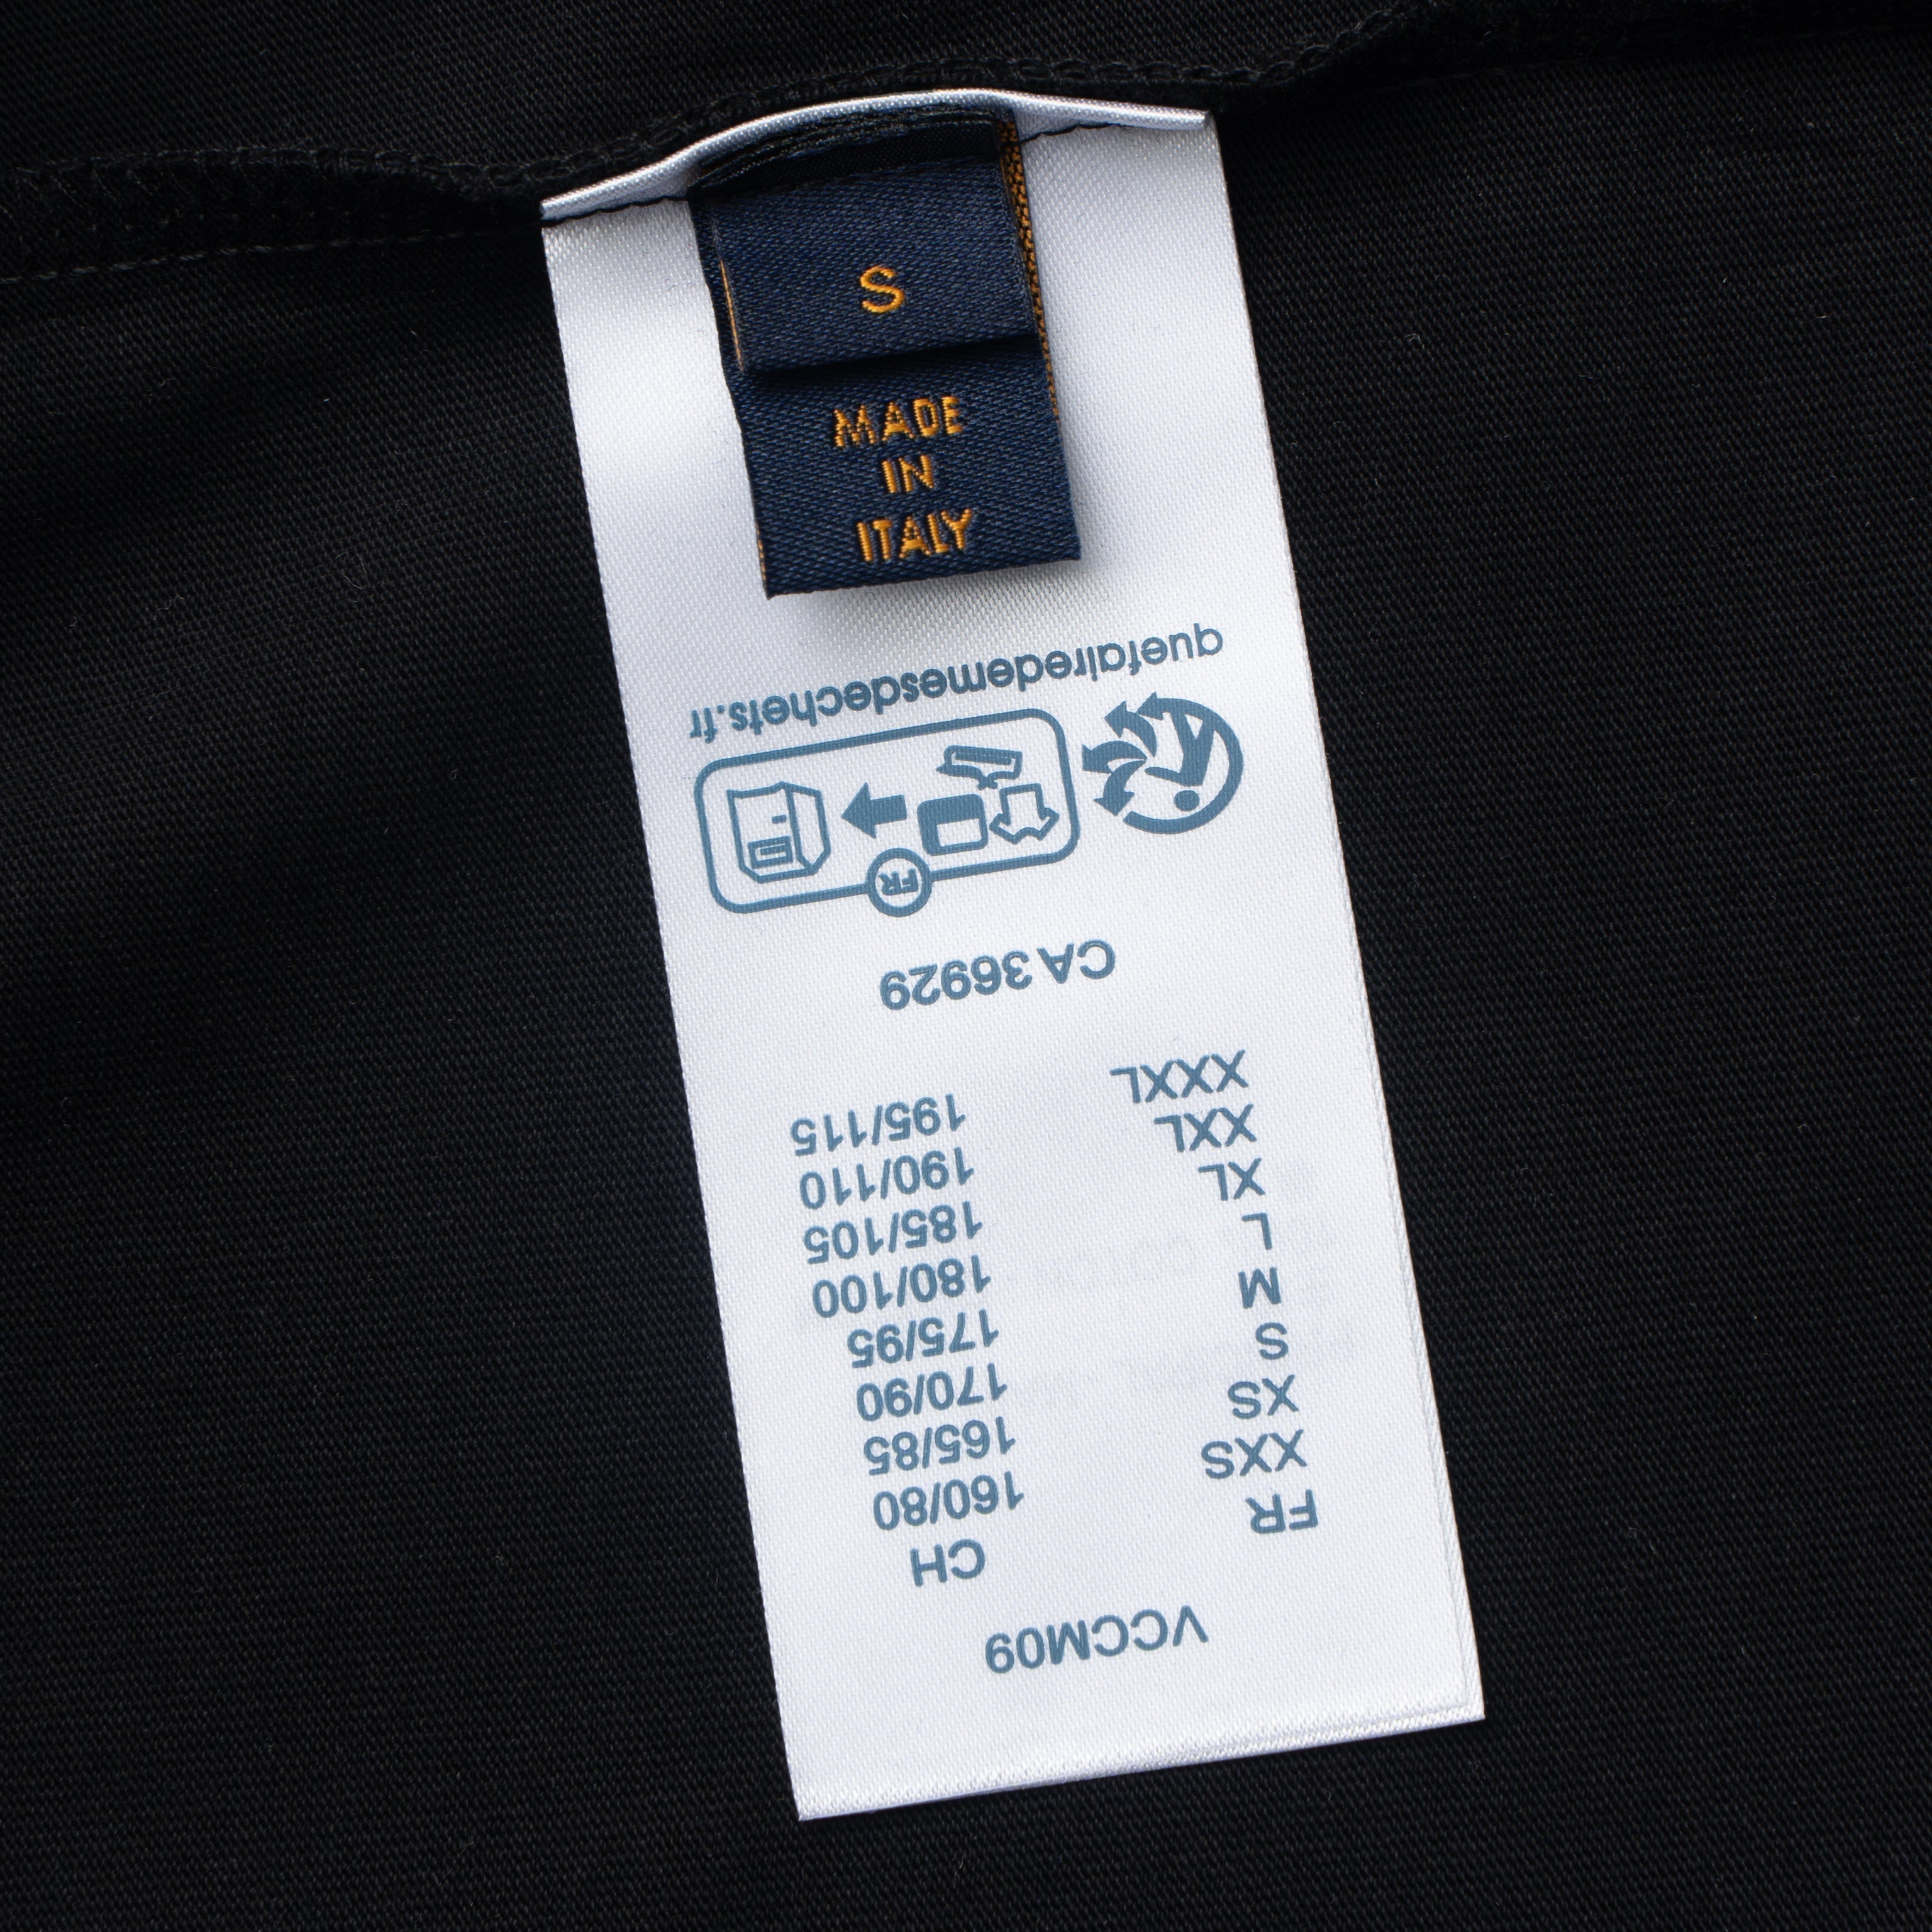 S
MADE
IN
ITALY
VCCM09
FR CH
XXS 160/80
XS 165/85
S 170/90
M 175/95
L 180/100
XL 185/105
XXL 190/110
XXXL 195/115
CA 36929
FR
quefairedemesdechets.fr